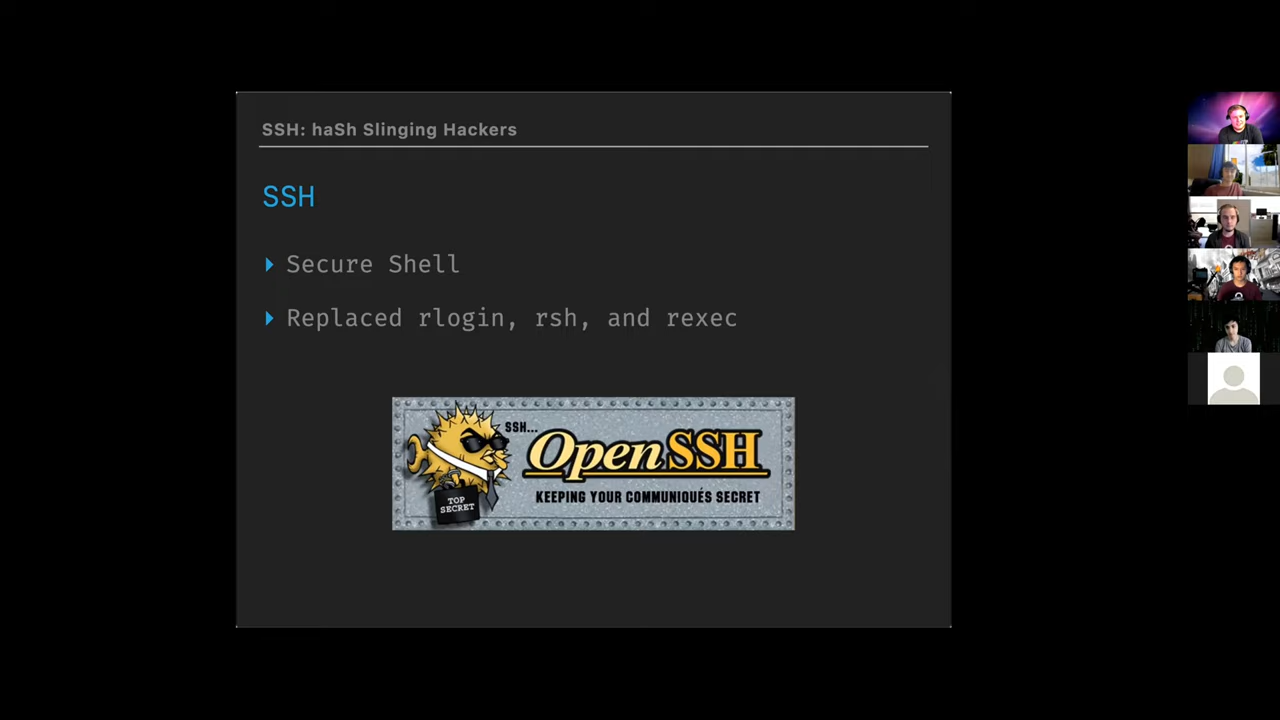 SSH: haSh Slinging Hackers
SSH
Secure Shell
Replaced rlogin, rsh, and rexec
SSH...
OpenSSH
KEEPING YOUR COMMUNIQUÉS SECRET
TOP
SECRET